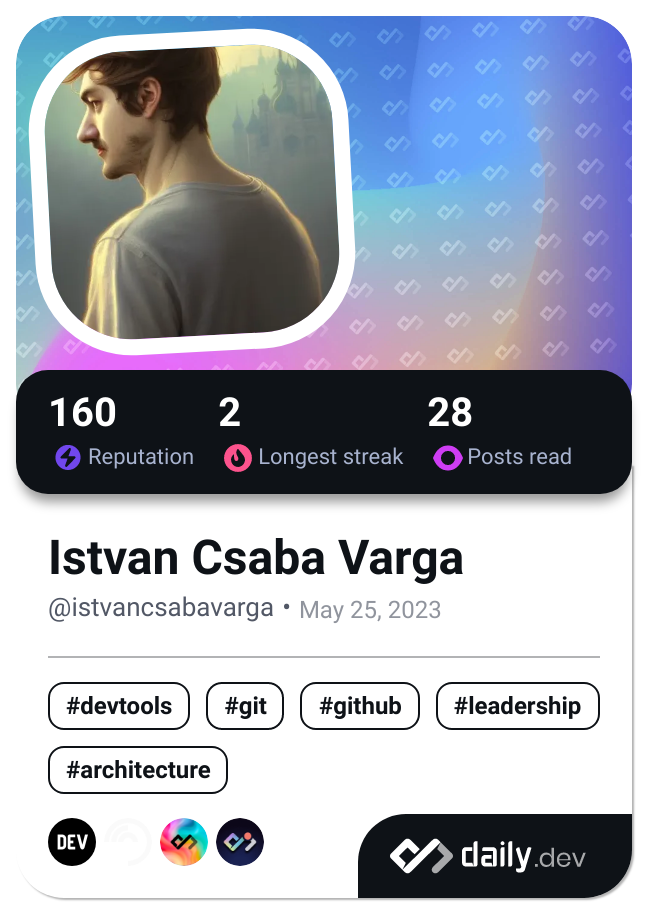 160 2 28
Reputation Longest streak Posts read
Istvan Csaba Varga
@istvancsabavarga • May 25, 2023
#devtools #git #github #leadership
#architecture
DEV
daily.dev